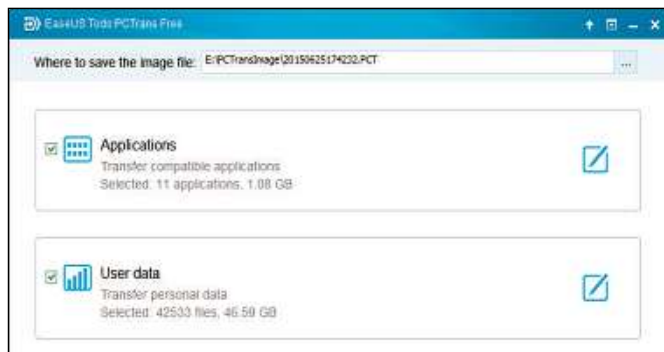 EaseUS Todo PCTrans Free
Where to save the image file: E:\PCTransImage\20150625174232.PCT ...
Applications
Transfer compatible applications
Selected: 11 applications, 1.08 GB
User data
Transfer personal data
Selected: 42533 files, 46.59 GB